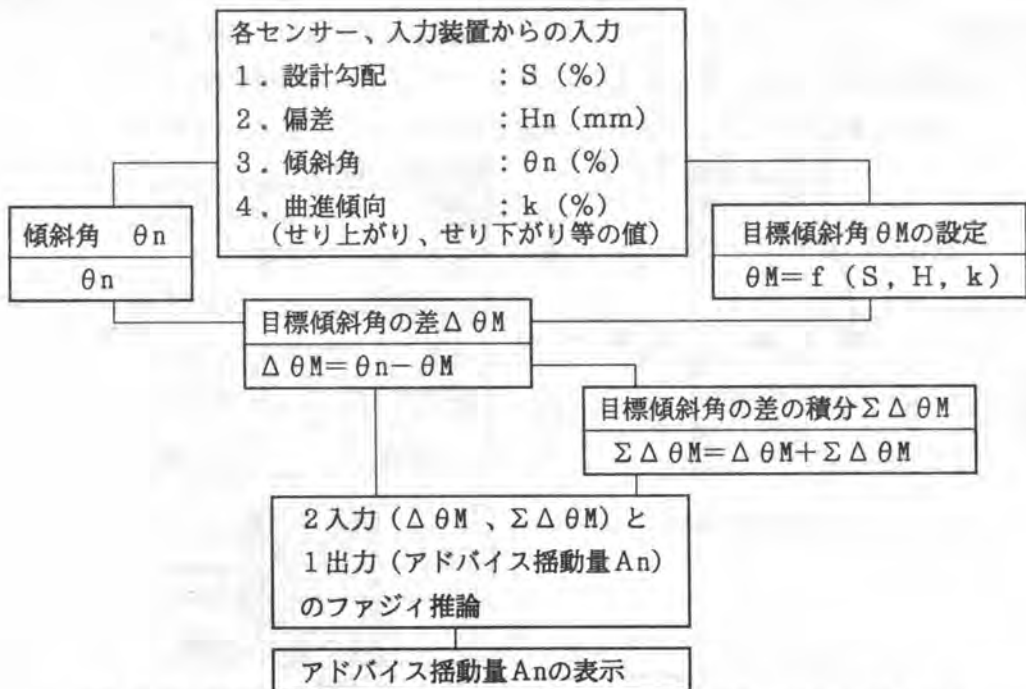 各センサー、入力装置からの入力
1．設計勾配　：S（%）
2．偏差　：Hn（mm）
3．傾斜角　：θn（%）
4．曲進傾向　：k（%）
（せり上がり、せり下がり等の値）
傾斜角　θn
θn
目標傾斜角θMの設定
θM=f（S, H, k）
目標傾斜角の差ΔθM
ΔθM=θn−θM
目標傾斜角の差の積分ΣΔθM
ΣΔθM=ΔθM+ΣΔθM
2入力（ΔθM、ΣΔθM）と
1出力（アドバイス揺動量An）
のファジィ推論
アドバイス揺動量Anの表示